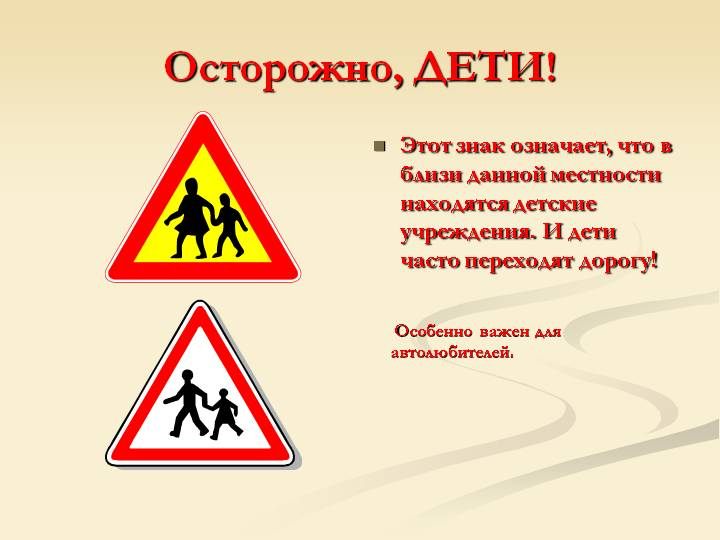 Осторожно, ДЕТИ!
Этот знак означает, что в
близи данной местности
находятся детские
учреждения. И дети
часто переходят дорогу!
Особенно важен для
автолюбителей.